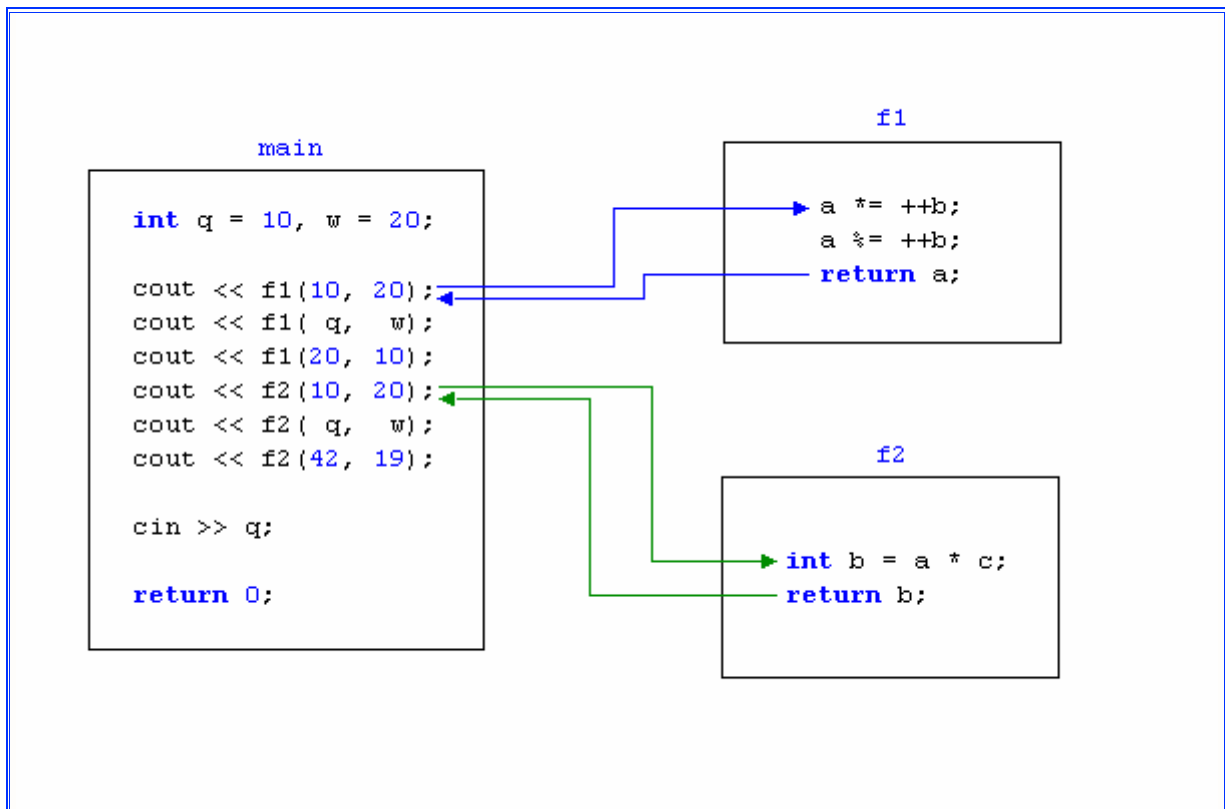 main
int q = 10, w = 20;
cout << f1(10, 20);
cout << f1( q,  w);
cout << f1(20, 10);
cout << f2(10, 20);
cout << f2( q,  w);
cout << f2(42, 19);
cin >> q;
return 0;
f1
a *= ++b;
a %= ++b;
return a;
f2
int b = a * c;
return b;